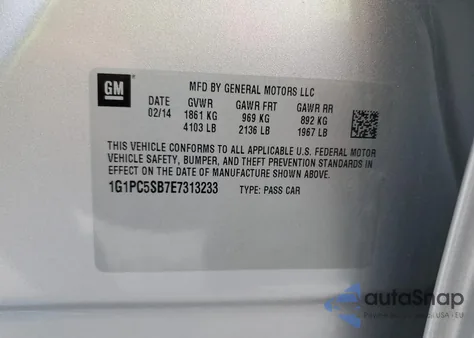 GM
MFD BY GENERAL MOTORS LLC
DATE GVWR GAWR FRT GAWR RR
02/14 1861 KG 969 KG 892 KG
4103 LB 2136 LB 1967 LB
THIS VEHICLE CONFORMS TO ALL APPLICABLE U.S. FEDERAL MOTOR
VEHICLE SAFETY, BUMPER, AND THEFT PREVENTION STANDARDS IN
EFFECT ON THE DATE OF MANUFACTURE SHOWN ABOVE.
1G1PC5SB7E7313233 TYPE: PASS CAR
autoSnap
USA - EU